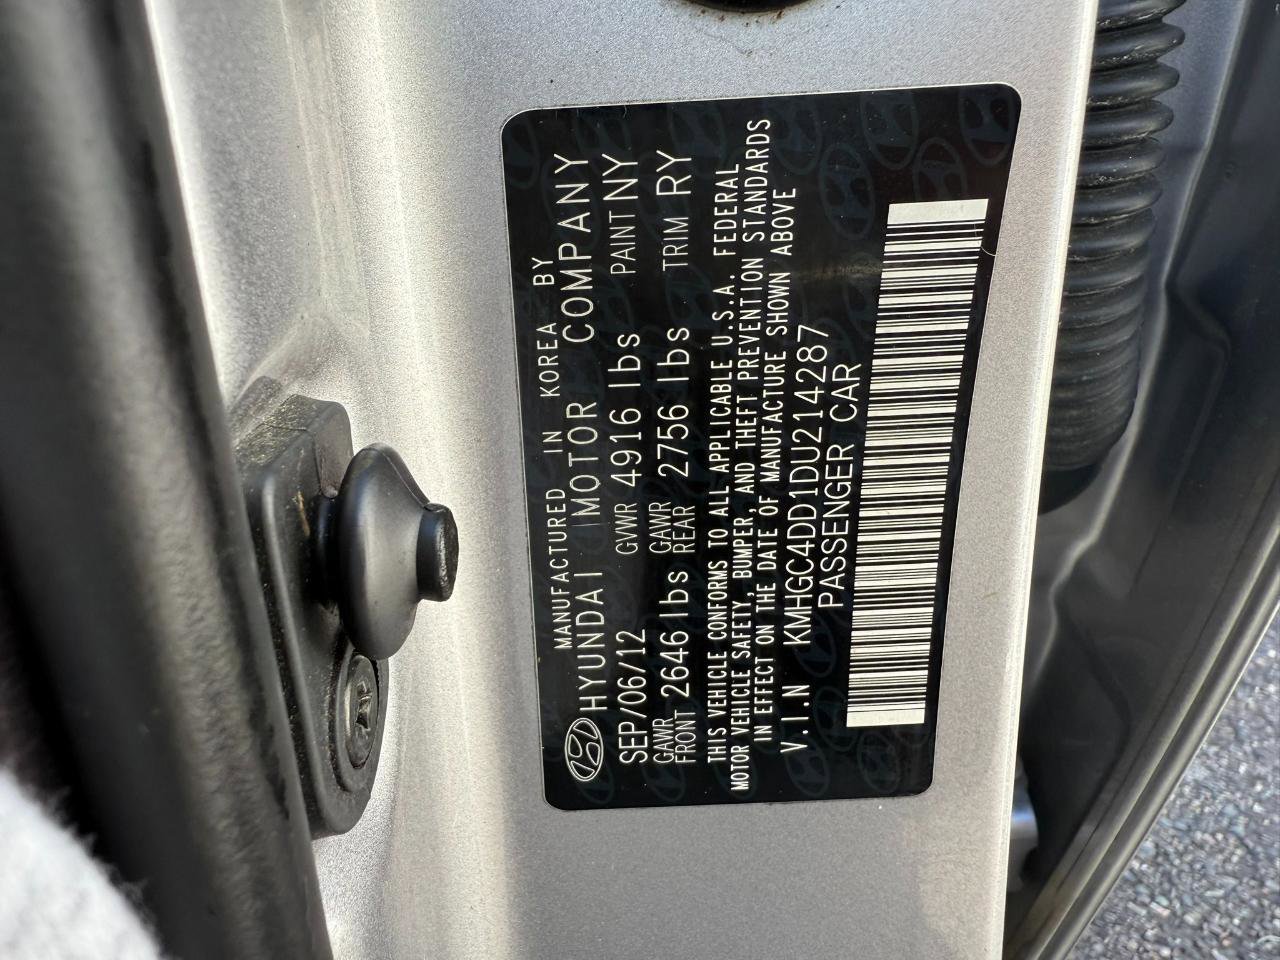 MANUFACTURED IN KOREA BY
HYUNDAI MOTOR COMPANY
SEP/06/12 GVWR 4916 lbs PAINT NY
GAWR FRONT 2646 lbs GAWR REAR 2756 lbs TRIM RY
THIS VEHICLE CONFORMS TO ALL APPLICABLE U.S.A. FEDERAL
MOTOR VEHICLE SAFETY, BUMPER, AND THEFT PREVENTION STANDARDS
IN EFFECT ON THE DATE OF MANUFACTURE SHOWN ABOVE
V.I.N KMHGC4DD1DU214287
PASSENGER CAR